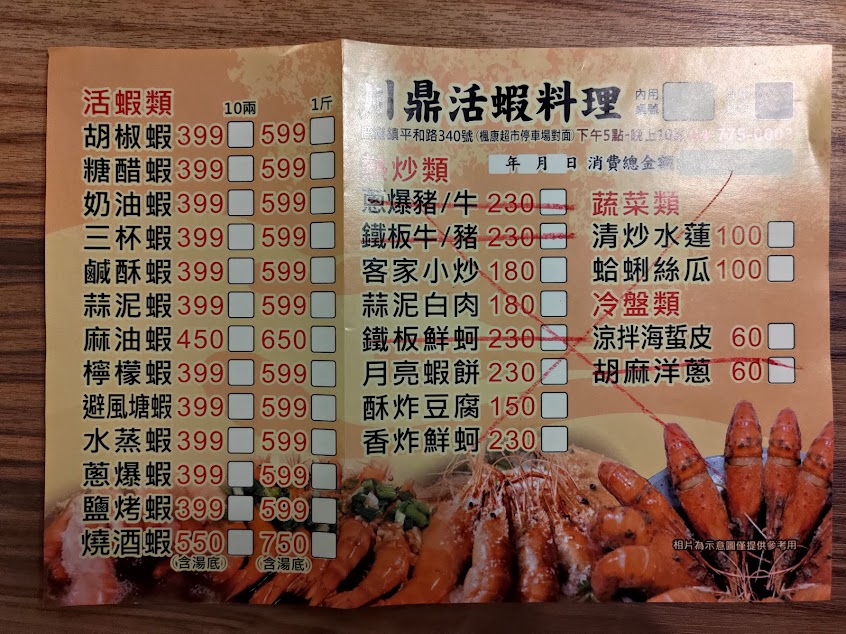 活蝦類 10兩 1斤
胡椒蝦 399 599
糖醋蝦 399 599
奶油蝦 399 599
三杯蝦 399 599
鹹酥蝦 399 599
蒜泥蝦 399 599
麻油蝦 450 650
檸檬蝦 399 599
避風塘蝦 399 599
水蒸蝦 399 599
蔥爆蝦 399 599
鹽烤蝦 399 599
燒酒蝦 550 750
(含湯底) (含湯底)
鼎活蝦料理 內用
桌號
鎮平和路340號(楓康超市停車場對面)下午5點-晚上10
年 月 日 消費總金額
炒類
蔥爆豬/牛 230
鐵板牛/豬 230
客家小炒 180
蒜泥白肉 180
鐵板鮮蚵 230
月亮蝦餅 230
酥炸豆腐 150
香炸鮮蚵 230
蔬菜類
清炒水蓮 100
蛤蜊絲瓜 100
冷盤類
涼拌海蜇皮 60
胡麻洋蔥 60
相片為示意圖僅提供參考用